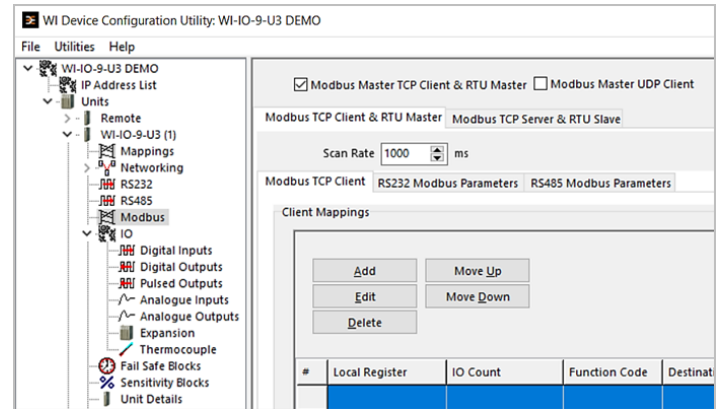 WI Device Configuration Utility: WI-IO-9-U3 DEMO
File Utilities Help
WI-IO-9-U3 DEMO
IP Address List
Units
Remote
WI-IO-9-U3 (1)
Mappings
Networking
RS232
RS485
Modbus
IO
Digital Inputs
Digital Outputs
Pulsed Outputs
Analogue Inputs
Analogue Outputs
Expansion
Thermocouple
Fail Safe Blocks
Sensitivity Blocks
Unit Details
Modbus Master TCP Client & RTU Master Modbus Master UDP Client
Modbus TCP Client & RTU Master Modbus TCP Server & RTU Slave
Scan Rate 1000 ms
Modbus TCP Client RS232 Modbus Parameters RS485 Modbus Parameters
Client Mappings
Add Move Up
Edit Move Down
Delete
# Local Register IO Count Function Code Destinati